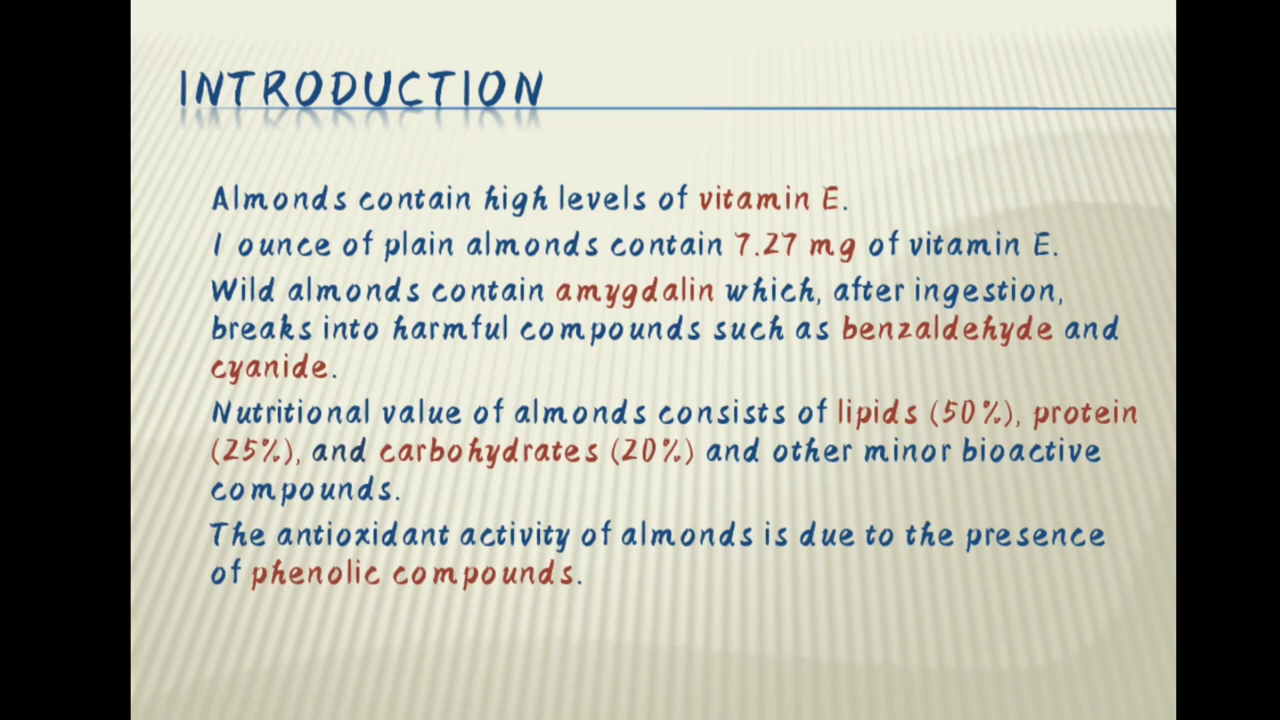 INTRODUCTION
Almonds contain high levels of vitamin E.
1 ounce of plain almonds contain 7.27 mg of vitamin E.
Wild almonds contain amygdalin which, after ingestion,
breaks into harmful compounds such as benzaldehyde and
cyanide.
Nutritional value of almonds consists of lipids (50%), protein
(25%), and carbohydrates (20%) and other minor bioactive
compounds.
The antioxidant activity of almonds is due to the presence
of phenolic compounds.